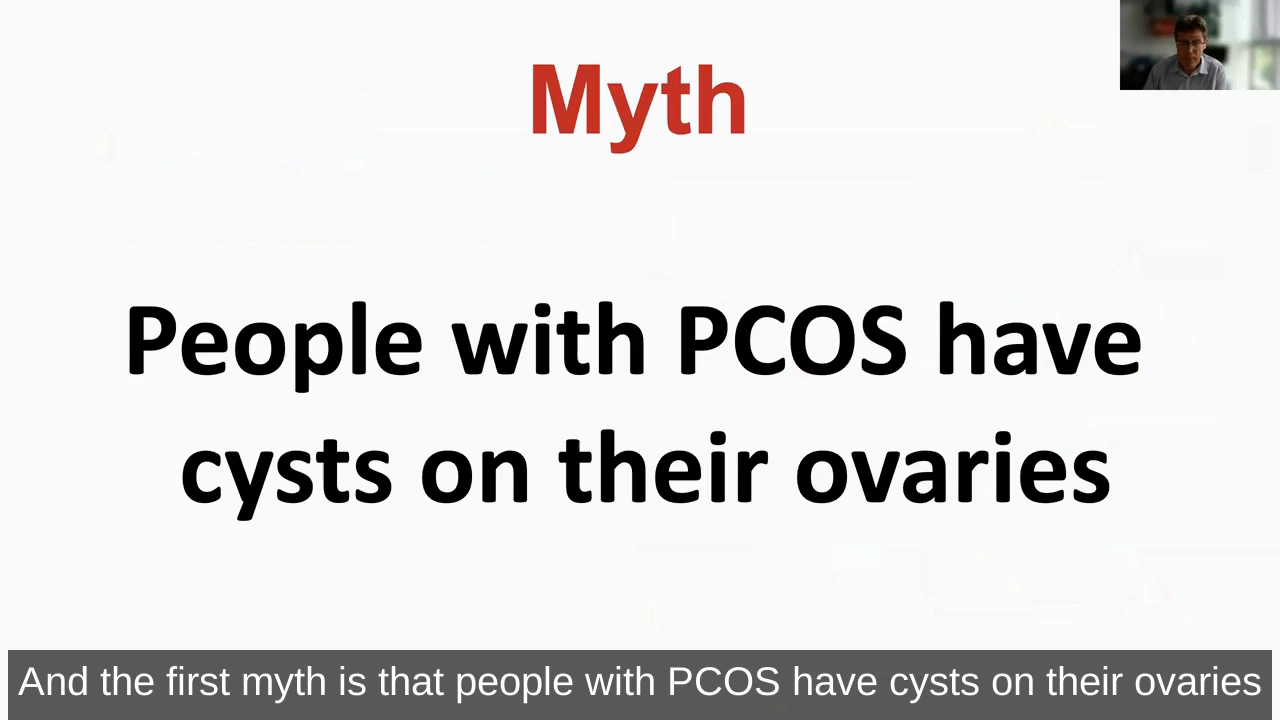 Myth
People with PCOS have
cysts on their ovaries
And the first myth is that people with PCOS have cysts on their ovaries